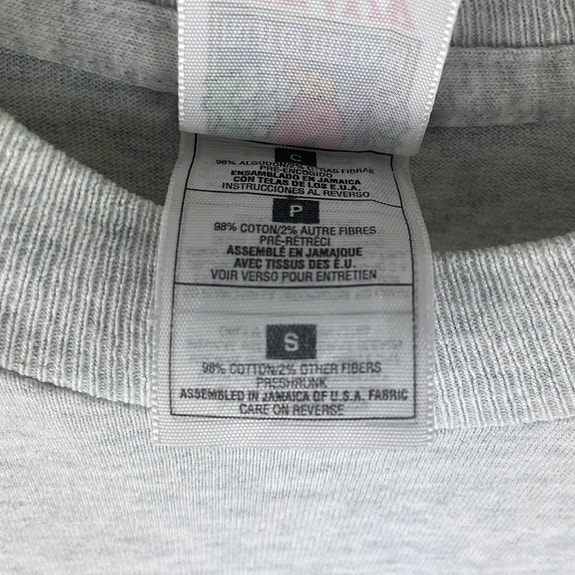 C
98% ALGODON/2% OTRAS FIBRAS
PRE-ENCOGIDO
ENSAMBLADO EN JAMAICA
CON TELAS DE LOS E.U.A.
INSTRUCCIONES AL REVERSO
P
98% COTON/2% AUTRE FIBRES
PRÉ-RÉTRÉCI
ASSEMBLÉ EN JAMAIQUE
AVEC TISSUS DES É.U.
VOIR VERSO POUR ENTRETIEN
S
98% COTTON/2% OTHER FIBERS
PRESHRUNK
ASSEMBLED IN JAMAICA OF U.S.A. FABRIC
CARE ON REVERSE